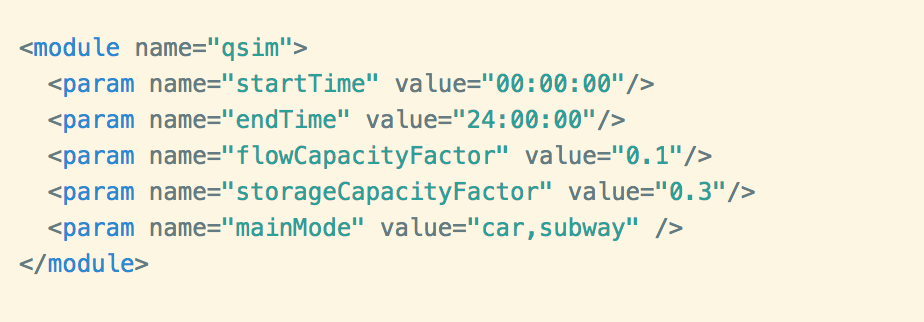 <module name="qsim">
  <param name="startTime" value="00:00:00"/>
  <param name="endTime" value="24:00:00"/>
  <param name="flowCapacityFactor" value="0.1"/>
  <param name="storageCapacityFactor" value="0.3"/>
  <param name="mainMode" value="car,subway" />
</module>